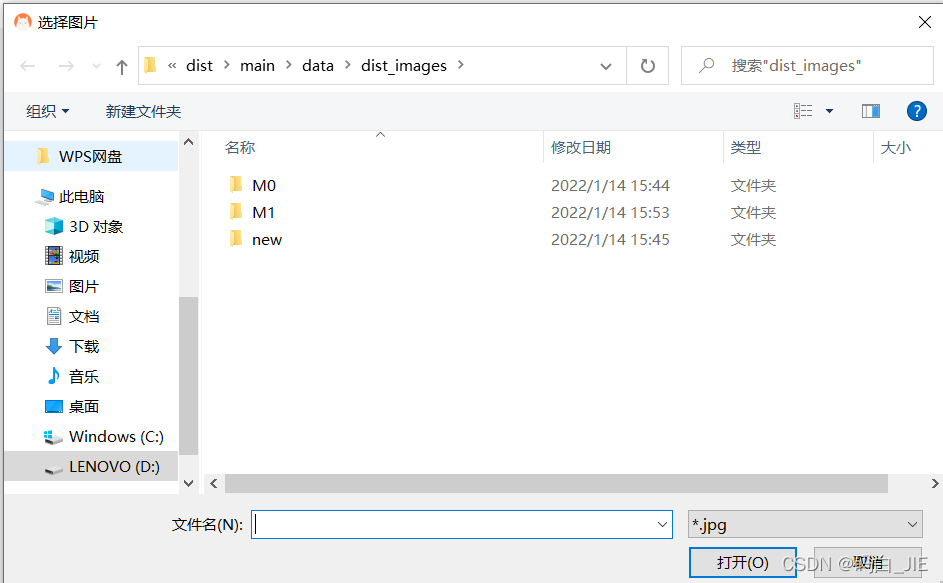 选择图片
« dist › main › data › dist_images ›
搜索"dist_images"
组织 新建文件夹
名称 修改日期 类型 大小
WPS网盘
此电脑
3D 对象
视频
图片
文档
下载
音乐
桌面
Windows (C:)
LENOVO (D:)
M0 2022/1/14 15:44 文件夹
M1 2022/1/14 15:53 文件夹
new 2022/1/14 15:45 文件夹
文件名(N):
*.jpg
打开(O) 取消